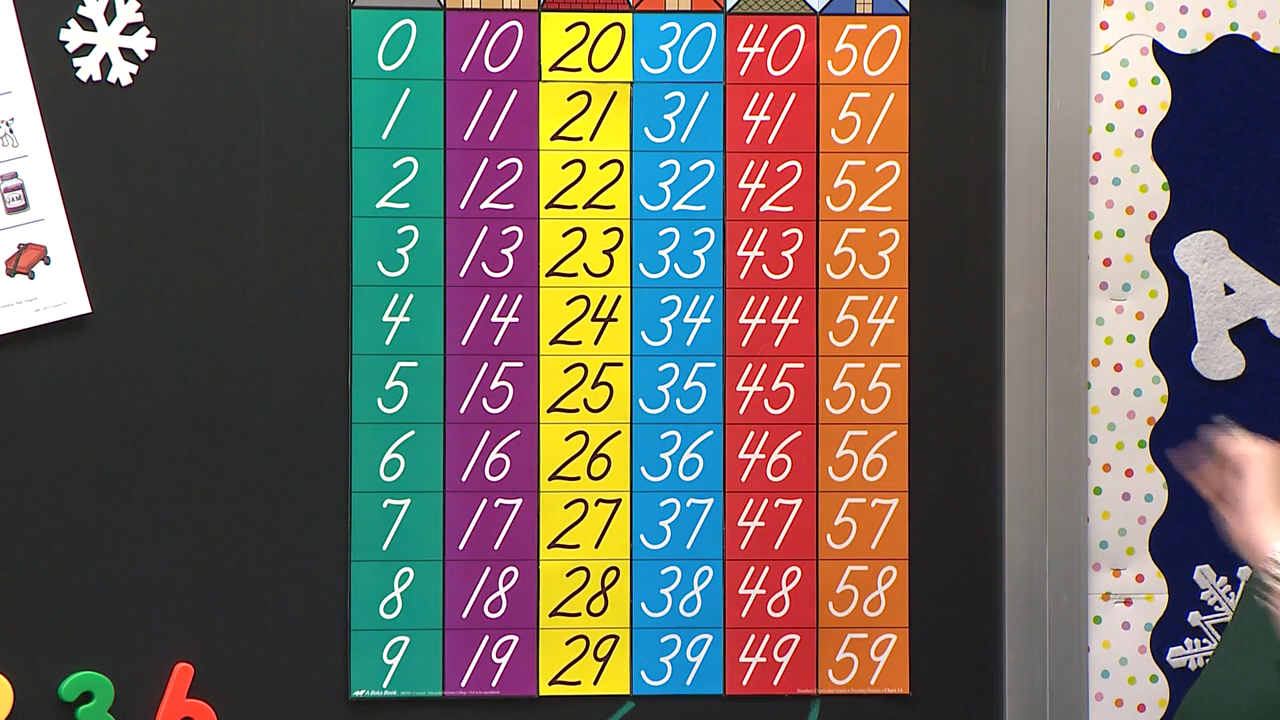 0 10 20 30 40 50
1 11 21 31 41 51
2 12 22 32 42 52
3 13 23 33 43 53
4 14 24 34 44 54
5 15 25 35 45 55
6 16 26 36 46 56
7 17 27 37 47 57
8 18 28 38 48 58
9 19 29 39 49 59
A Beka Book
JAM
A
3 6